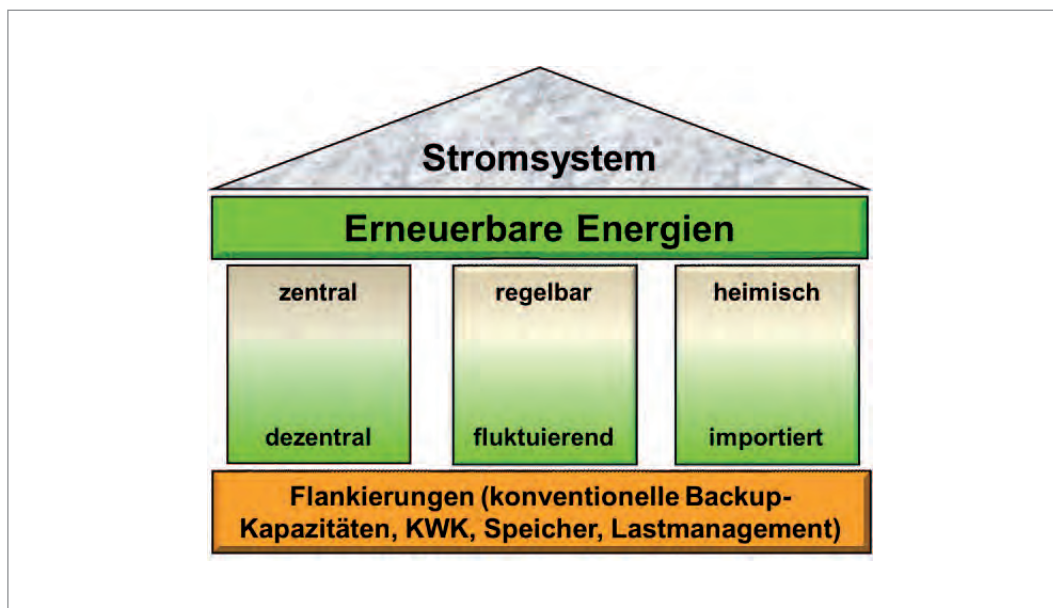 Stromsystem
Erneuerbare Energien
zentral
dezentral
regelbar
fluktuierend
heimisch
importiert
Flankierungen (konventionelle Backup-
Kapazitäten, KWK, Speicher, Lastmanagement)